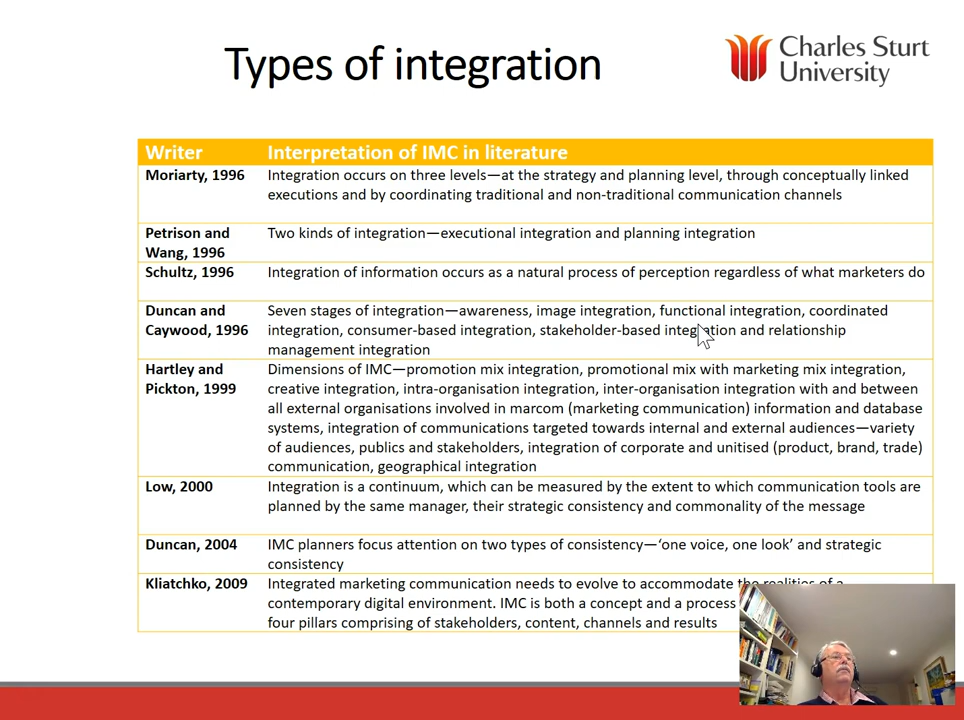 Types of integration
Charles Sturt
University
Writer Interpretation of IMC in literature
Moriarty, 1996 Integration occurs on three levels—at the strategy and planning level, through conceptually linked
executions and by coordinating traditional and non-traditional communication channels
Petrison and Two kinds of integration—executional integration and planning integration
Wang, 1996
Schultz, 1996 Integration of information occurs as a natural process of perception regardless of what marketers do
Duncan and Seven stages of integration—awareness, image integration, functional integration, coordinated
Caywood, 1996 integration, consumer-based integration, stakeholder-based integration and relationship
management integration
Hartley and Dimensions of IMC—promotion mix integration, promotional mix with marketing mix integration,
Pickton, 1999 creative integration, intra-organisation integration, inter-organisation integration with and between
all external organisations involved in marcom (marketing communication) information and database
systems, integration of communications targeted towards internal and external audiences—variety
of audiences, publics and stakeholders, integration of corporate and unitised (product, brand, trade)
communication, geographical integration
Low, 2000 Integration is a continuum, which can be measured by the extent to which communication tools are
planned by the same manager, their strategic consistency and commonality of the message
Duncan, 2004 IMC planners focus attention on two types of consistency—‘one voice, one look’ and strategic
consistency
Kliatchko, 2009 Integrated marketing communication needs to evolve to accommodate the realities of a
contemporary digital environment. IMC is both a concept and a process
four pillars comprising of stakeholders, content, channels and results